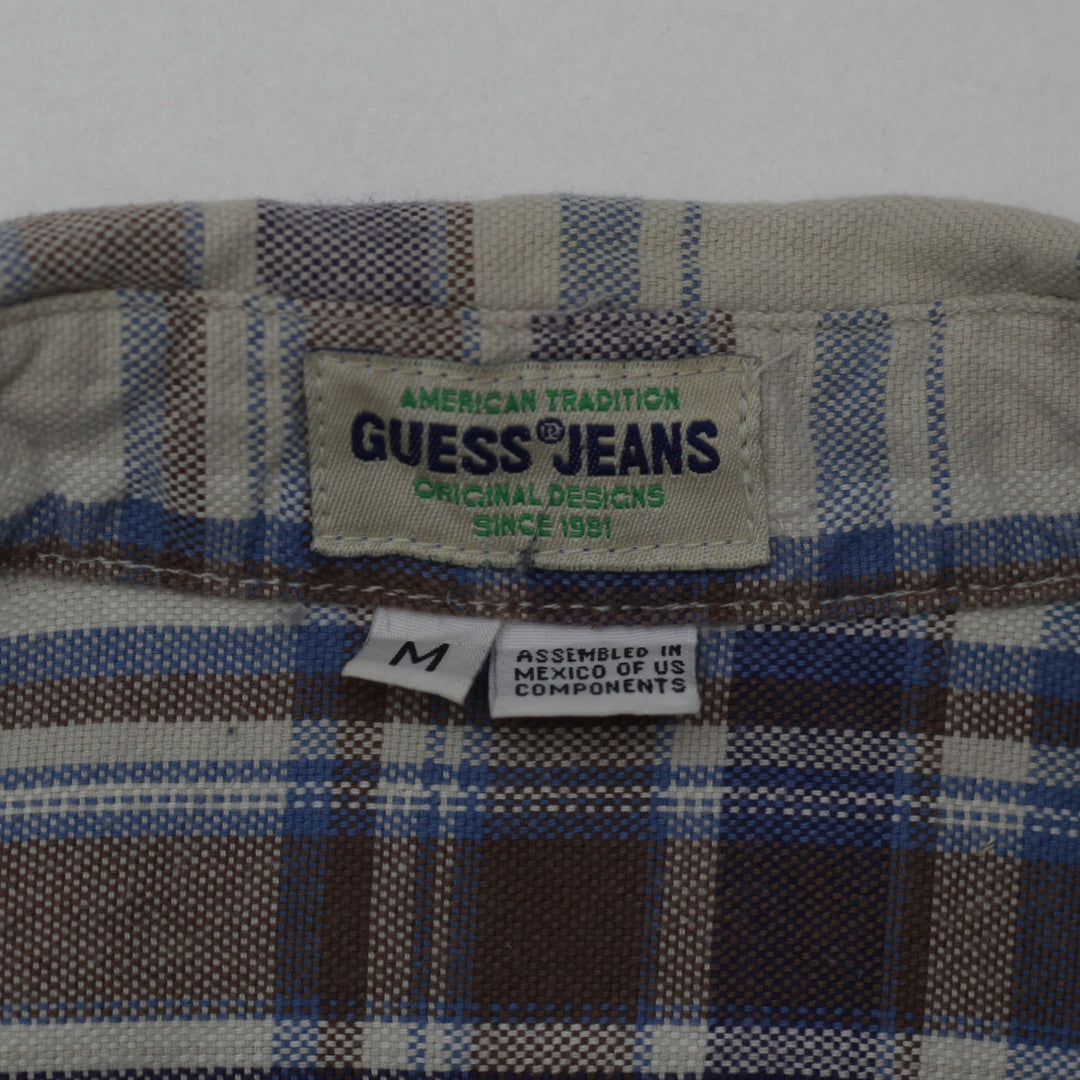 AMERICAN TRADITION
GUESS® JEANS
ORIGINAL DESIGNS
SINCE 1981
M
ASSEMBLED IN
MEXICO OF US
COMPONENTS